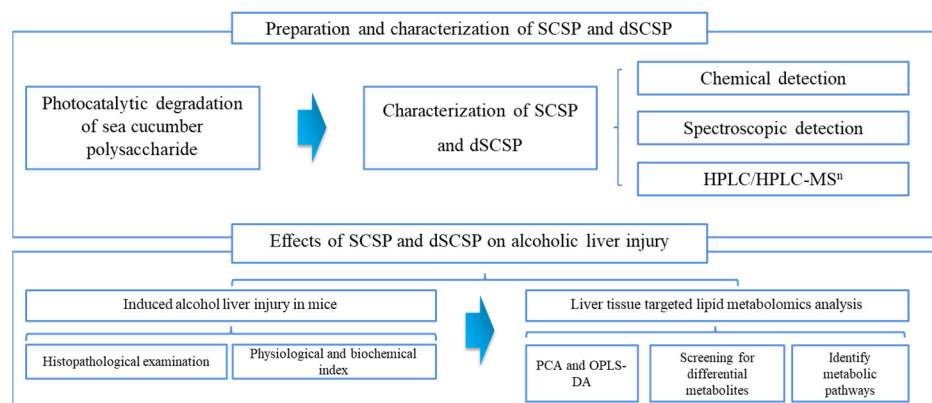 Preparation and characterization of SCSP and dSCSP
Photocatalytic degradation
of sea cucumber
polysaccharide
Characterization of SCSP
and dSCSP
Chemical detection
Spectroscopic detection
HPLC/HPLC-MSⁿ
Effects of SCSP and dSCSP on alcoholic liver injury
Induced alcohol liver injury in mice
Histopathological examination
Physiological and biochemical
index
Liver tissue targeted lipid metabolomics analysis
PCA and OPLS-
DA
Screening for
differential
metabolites
Identify
metabolic
pathways